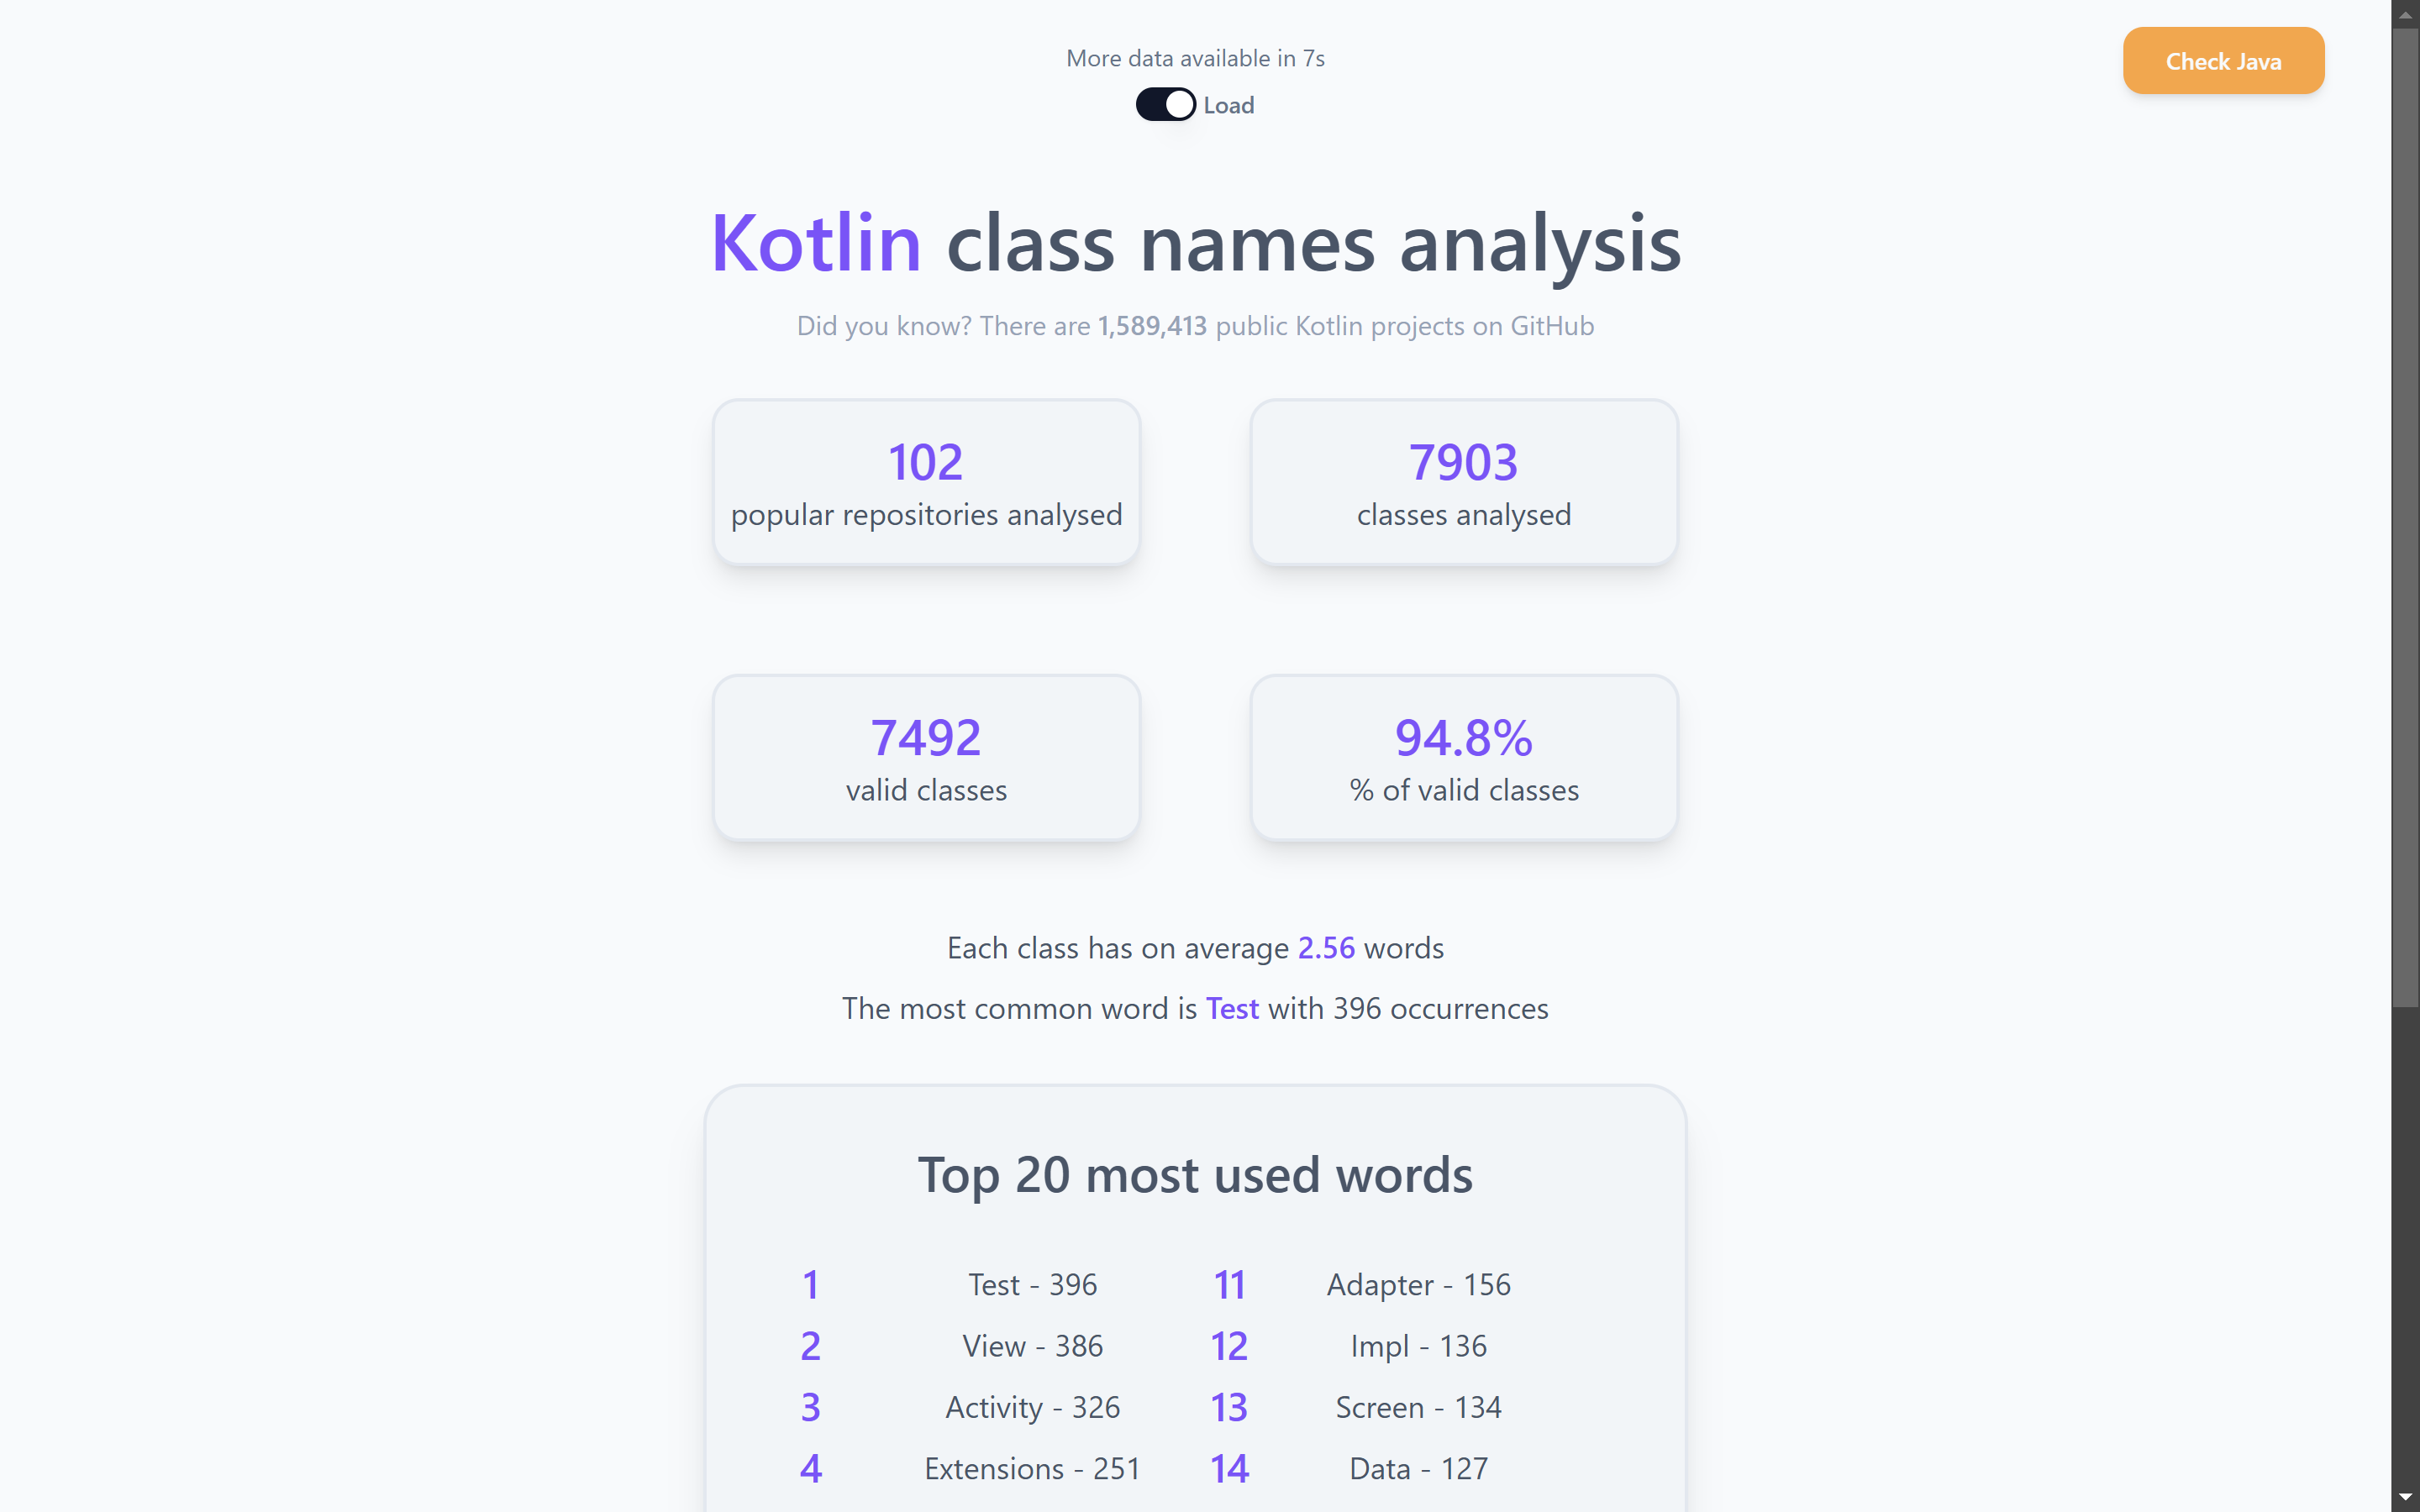 More data available in 7s
Load
Check Java
Kotlin class names analysis
Did you know? There are 1,589,413 public Kotlin projects on GitHub
102
popular repositories analysed
7903
classes analysed
7492
valid classes
94.8%
% of valid classes
Each class has on average 2.56 words
The most common word is Test with 396 occurrences
Top 20 most used words
1 Test - 396 11 Adapter - 156
2 View - 386 12 Impl - 136
3 Activity - 326 13 Screen - 134
4 Extensions - 251 14 Data - 127